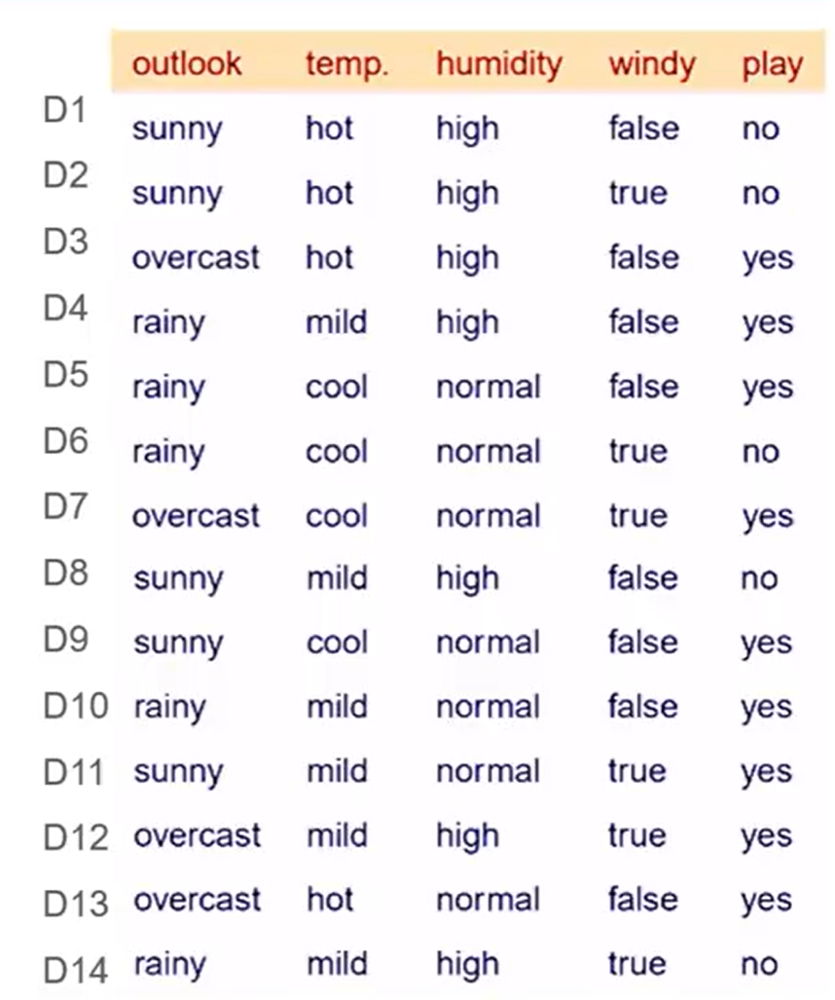 outlook temp. humidity windy play
D1 sunny hot high false no
D2 sunny hot high true no
D3 overcast hot high false yes
D4 rainy mild high false yes
D5 rainy cool normal false yes
D6 rainy cool normal true no
D7 overcast cool normal true yes
D8 sunny mild high false no
D9 sunny cool normal false yes
D10 rainy mild normal false yes
D11 sunny mild normal true yes
D12 overcast mild high true yes
D13 overcast hot normal false yes
D14 rainy mild high true no